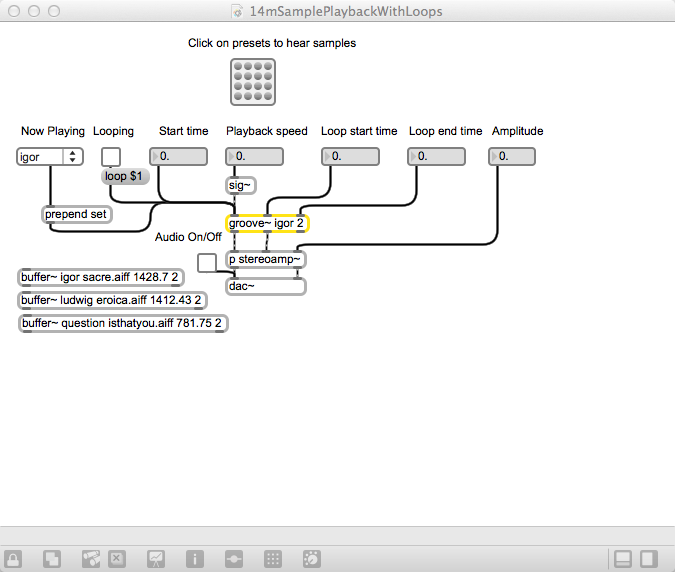 14mSamplePlaybackWithLoops
Click on presets to hear samples
Now Playing Looping Start time Playback speed Loop start time Loop end time Amplitude
igor 0. 0. 0. 0. 0.
loop $1
sig~
prepend set
groove~ igor 2
Audio On/Off
p stereoamp~
buffer~ igor sacre.aiff 1428.7 2
dac~
buffer~ ludwig eroica.aiff 1412.43 2
buffer~ question isthatyou.aiff 781.75 2